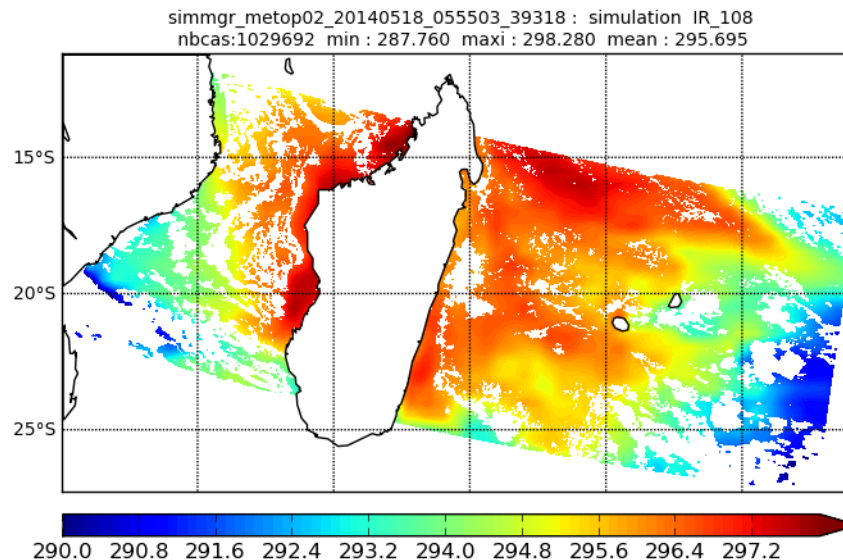 simmgr_metop02_20140518_055503_39318 : simulation IR_108
nbcas:1029692 min : 287.760 maxi : 298.280 mean : 295.695
15°S
20°S
25°S
290.0 290.8 291.6 292.4 293.2 294.0 294.8 295.6 296.4 297.2